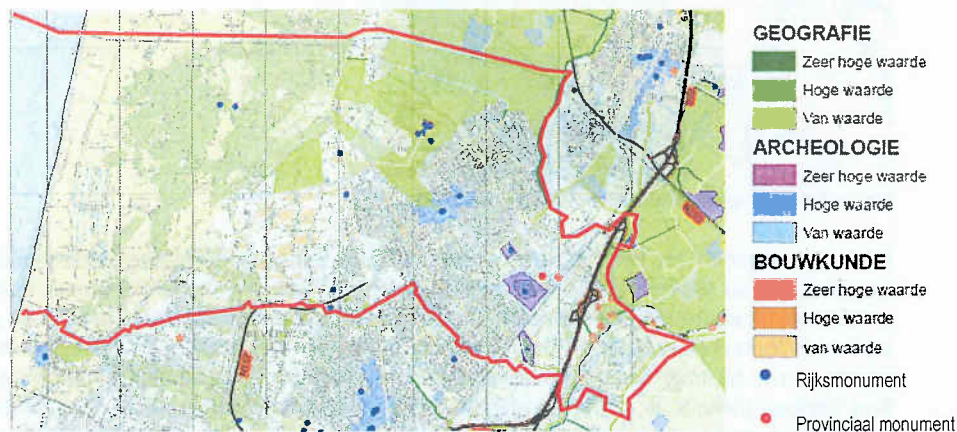 GEOGRAFIE
Zeer hoge waarde
Hoge waarde
Van waarde
ARCHEOLOGIE
Zeer hoge waarde
Hoge waarde
Van waarde
BOUWKUNDE
Zeer hoge waarde
Hoge waarde
van waarde
Rijksmonument
Provinciaal monument